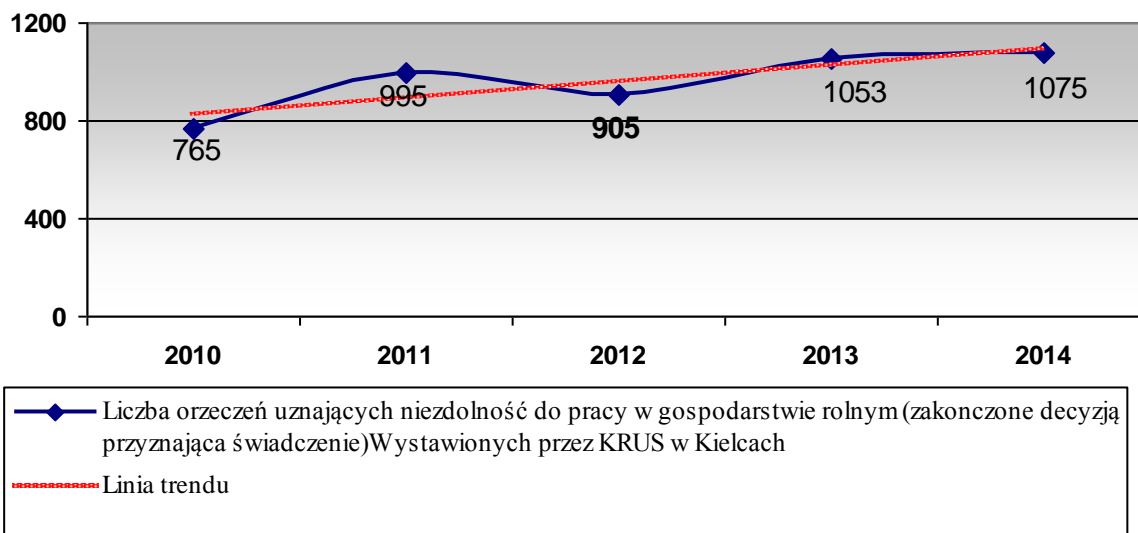 1200
800
400
0
765
995
905
1053
1075
2010 2011 2012 2013 2014
Liczba orzeczeń uznających niezdolność do pracy w gospodarstwie rolnym (zakonczone decyzją
przyznająca świadczenie)Wystawionych przez KRUS w Kielcach
Linia trendu